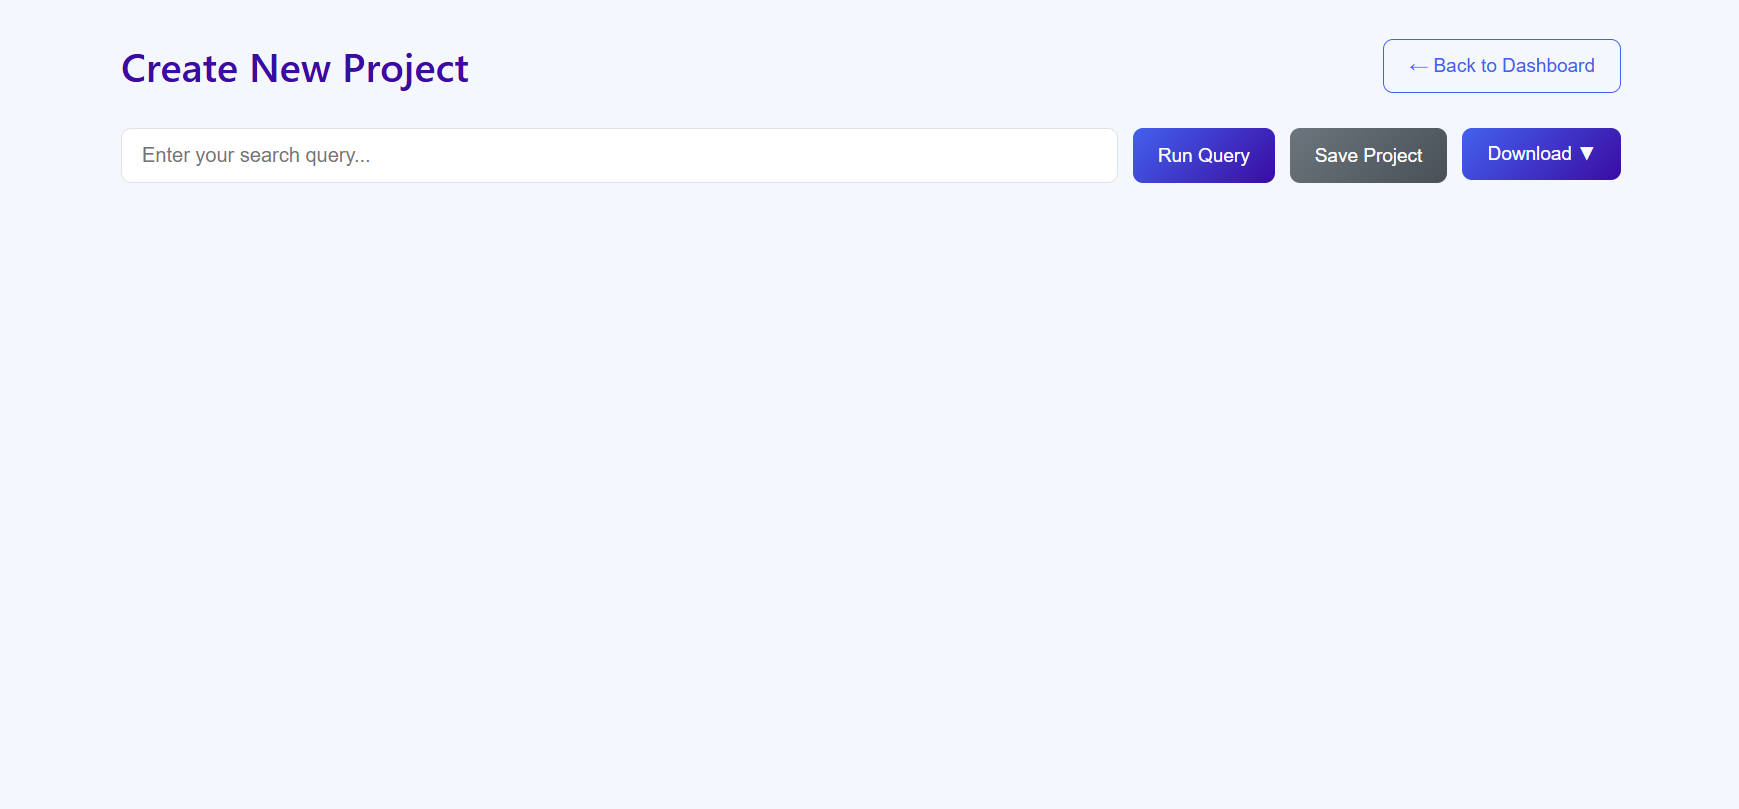 Create New Project
← Back to Dashboard
Enter your search query...
Run Query
Save Project
Download ▼